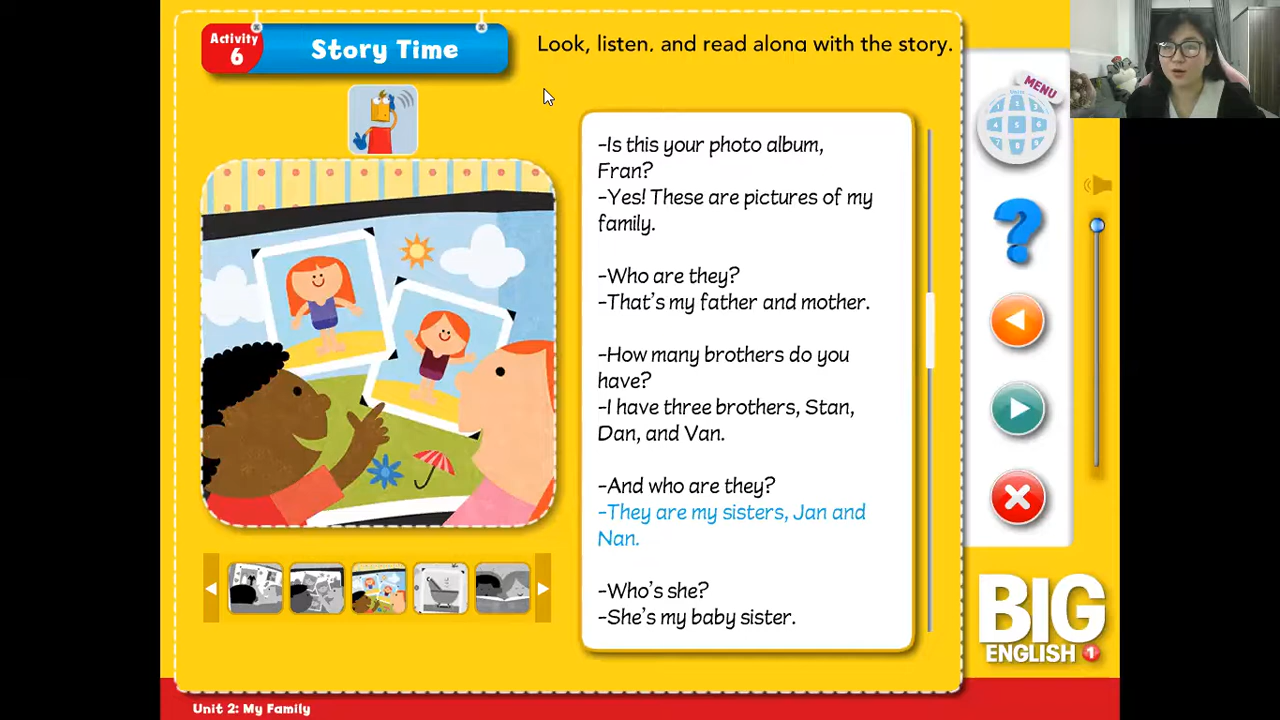 Activity
6
Story Time
Look, listen, and read along with the story.
MENU
-Is this your photo album,
Fran?
-Yes! These are pictures of my
family.
-Who are they?
-That's my father and mother.
-How many brothers do you
have?
-I have three brothers, Stan,
Dan, and Van.
-And who are they?
-They are my sisters, Jan and
Nan.
-Who's she?
-She's my baby sister.
?
BIG
ENGLISH 1
Unit 2: My Family